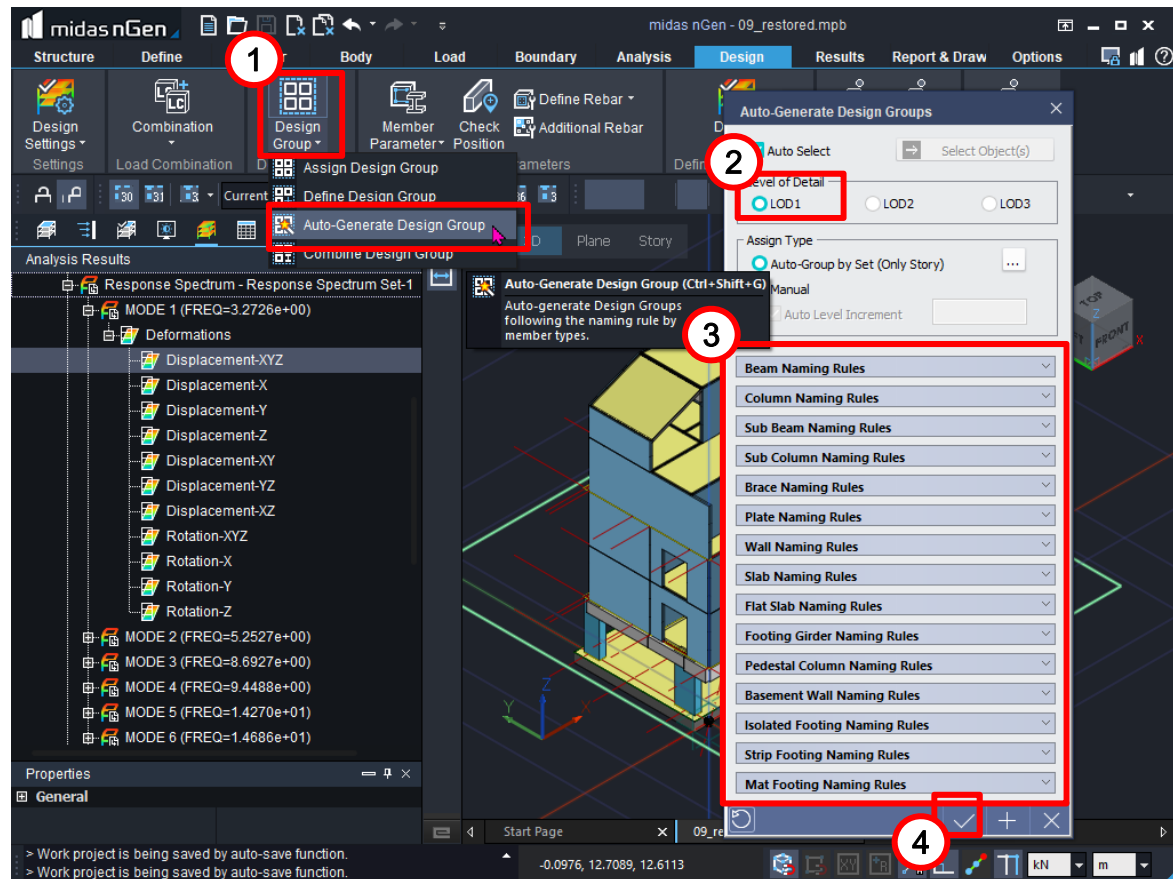 midas nGen
midas nGen - 09_restored.mpb
Structure Define r Body Load Boundary Analysis Design Results Report & Draw Options
1
Design
Settings
Combination
Design
Group
Member
Parameter
Check
Position
Define Rebar
Additional Rebar
D
Settings Load Combination D ameters Defin
Assign Design Group
Define Design Group
Auto-Generate Design Group
Combine Design Group
30 31 3 Current 36 3
D Plane Story
Auto-Generate Design Group (Ctrl+Shift+G)
Auto-generate Design Groups
following the naming rule by
member types.
Analysis Results
Response Spectrum - Response Spectrum Set-1
MODE 1 (FREQ=3.2726e+00)
Deformations
Displacement-XYZ
Displacement-X
Displacement-Y
Displacement-Z
Displacement-XY
Displacement-YZ
Displacement-XZ
Rotation-XYZ
Rotation-X
Rotation-Y
Rotation-Z
MODE 2 (FREQ=5.2527e+00)
MODE 3 (FREQ=8.6927e+00)
MODE 4 (FREQ=9.4488e+00)
MODE 5 (FREQ=1.4270e+01)
MODE 6 (FREQ=1.4686e+01)
Properties
General
Auto-Generate Design Groups
2
Auto Select Select Object(s)
Level of Detail
LOD1 LOD2 LOD3
Assign Type
Auto-Group by Set (Only Story) ...
Manual
Auto Level Increment
3
Beam Naming Rules
Column Naming Rules
Sub Beam Naming Rules
Sub Column Naming Rules
Brace Naming Rules
Plate Naming Rules
Wall Naming Rules
Slab Naming Rules
Flat Slab Naming Rules
Footing Girder Naming Rules
Pedestal Column Naming Rules
Basement Wall Naming Rules
Isolated Footing Naming Rules
Strip Footing Naming Rules
Mat Footing Naming Rules
4
TOP
FRONT
Z
X
Z
Y
X
Start Page 09_re
> Work project is being saved by auto-save function.
> Work project is being saved by auto-save function.
-0.0976, 12.7089, 12.6113
kN m